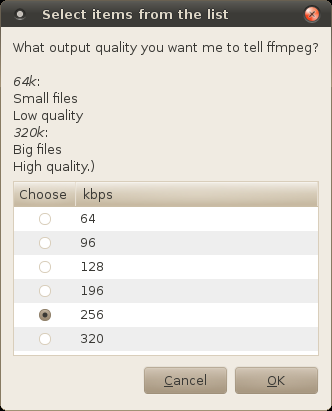 Select items from the list
What output quality you want me to tell ffmpeg?
64k:
Small files
Low quality
320k:
Big files
High quality.)
Choose kbps
64
96
128
196
256
320
Cancel OK